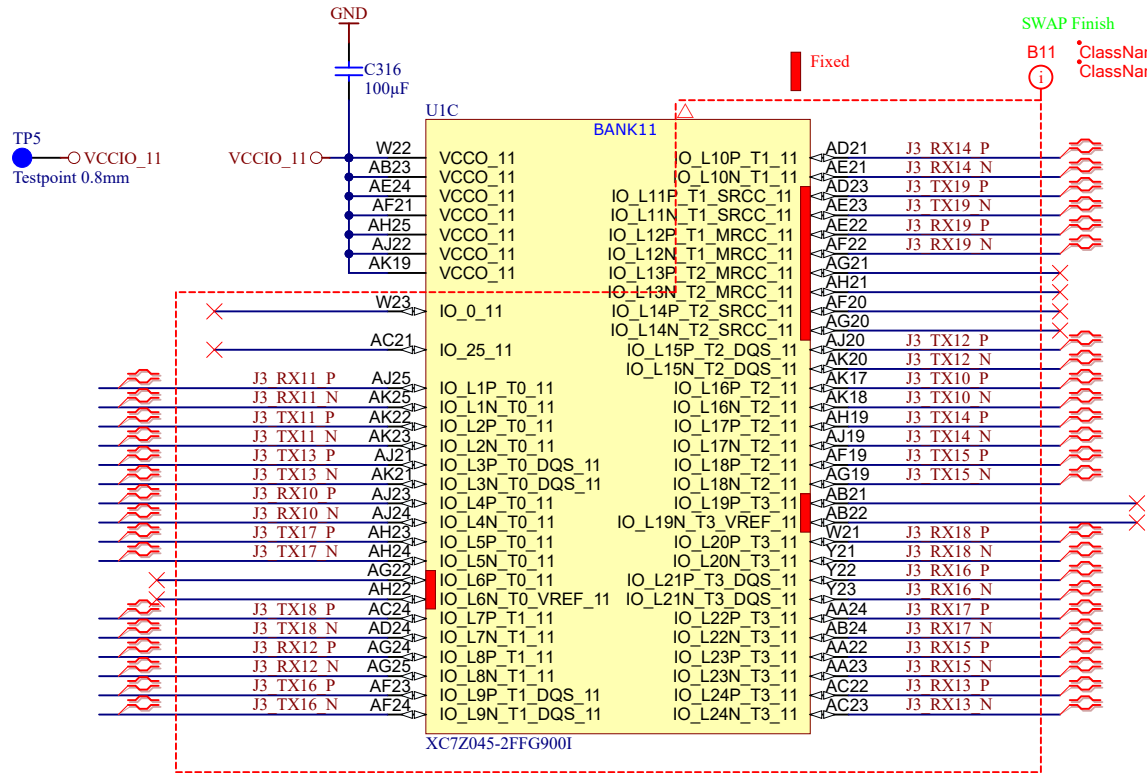 GND
SWAP Finish
B11
ClassNar
ClassNar
i
Fixed
C316
100µF
U1C
BANK11
TP5
VCCIO_11
Testpoint 0.8mm
VCCIO_11
W22 VCCO_11
AB23 VCCO_11
AE24 VCCO_11
AF21 VCCO_11
AH25 VCCO_11
AJ22 VCCO_11
AK19 VCCO_11
W23 IO_0_11
AC21 IO_25_11
J3_RX11_P AJ25 IO_L1P_T0_11
J3_RX11_N AK25 IO_L1N_T0_11
J3_TX11_P AK22 IO_L2P_T0_11
J3_TX11_N AK23 IO_L2N_T0_11
J3_TX13_P AJ21 IO_L3P_T0_DQS_11
J3_TX13_N AK21 IO_L3N_T0_DQS_11
J3_RX10_P AJ23 IO_L4P_T0_11
J3_RX10_N AJ24 IO_L4N_T0_11
J3_TX17_P AH23 IO_L5P_T0_11
J3_TX17_N AH24 IO_L5N_T0_11
AG22 IO_L6P_T0_11
AH22 IO_L6N_T0_VREF_11
J3_TX18_P AC24 IO_L7P_T1_11
J3_TX18_N AD24 IO_L7N_T1_11
J3_RX12_P AG24 IO_L8P_T1_11
J3_RX12_N AG25 IO_L8N_T1_11
J3_TX16_P AF23 IO_L9P_T1_DQS_11
J3_TX16_N AF24 IO_L9N_T1_DQS_11
IO_L10P_T1_11 AD21 J3_RX14_P
IO_L10N_T1_11 AE21 J3_RX14_N
IO_L11P_T1_SRCC_11 AD23 J3_TX19_P
IO_L11N_T1_SRCC_11 AE23 J3_TX19_N
IO_L12P_T1_MRCC_11 AE22 J3_RX19_P
IO_L12N_T1_MRCC_11 AF22 J3_RX19_N
IO_L13P_T2_MRCC_11 AG21
IO_L13N_T2_MRCC_11 AH21
IO_L14P_T2_SRCC_11 AF20
IO_L14N_T2_SRCC_11 AG20
IO_L15P_T2_DQS_11 AJ20 J3_TX12_P
IO_L15N_T2_DQS_11 AK20 J3_TX12_N
IO_L16P_T2_11 AK17 J3_TX10_P
IO_L16N_T2_11 AK18 J3_TX10_N
IO_L17P_T2_11 AH19 J3_TX14_P
IO_L17N_T2_11 AJ19 J3_TX14_N
IO_L18P_T2_11 AF19 J3_TX15_P
IO_L18N_T2_11 AG19 J3_TX15_N
IO_L19P_T3_11 AB21
IO_L19N_T3_VREF_11 AB22
IO_L20P_T3_11 W21 J3_RX18_P
IO_L20N_T3_11 Y21 J3_RX18_N
IO_L21P_T3_DQS_11 Y22 J3_RX16_P
IO_L21N_T3_DQS_11 Y23 J3_RX16_N
IO_L22P_T3_11 AA24 J3_RX17_P
IO_L22N_T3_11 AB24 J3_RX17_N
IO_L23P_T3_11 AA22 J3_RX15_P
IO_L23N_T3_11 AA23 J3_RX15_N
IO_L24P_T3_11 AC22 J3_RX13_P
IO_L24N_T3_11 AC23 J3_RX13_N
XC7Z045-2FFG900I